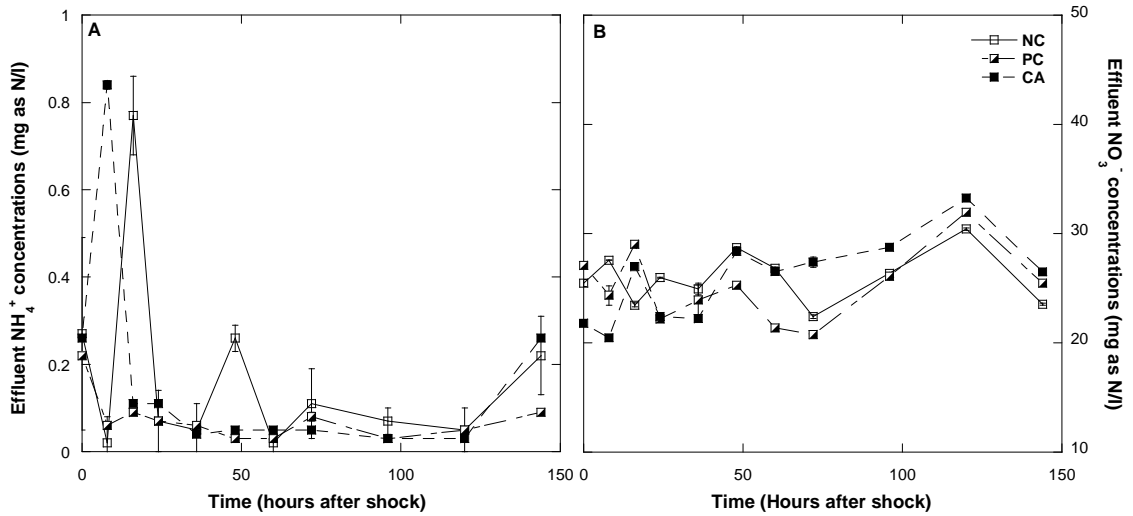 A
Effluent NH4+ concentrations (mg as N/l)
1
0.8
0.6
0.4
0.2
0
0 50 100 150
Time (hours after shock)
B
NC
PC
CA
Effluent NO3- concentrations (mg as N/l)
50
40
30
20
10
0 50 100 150
Time (Hours after shock)